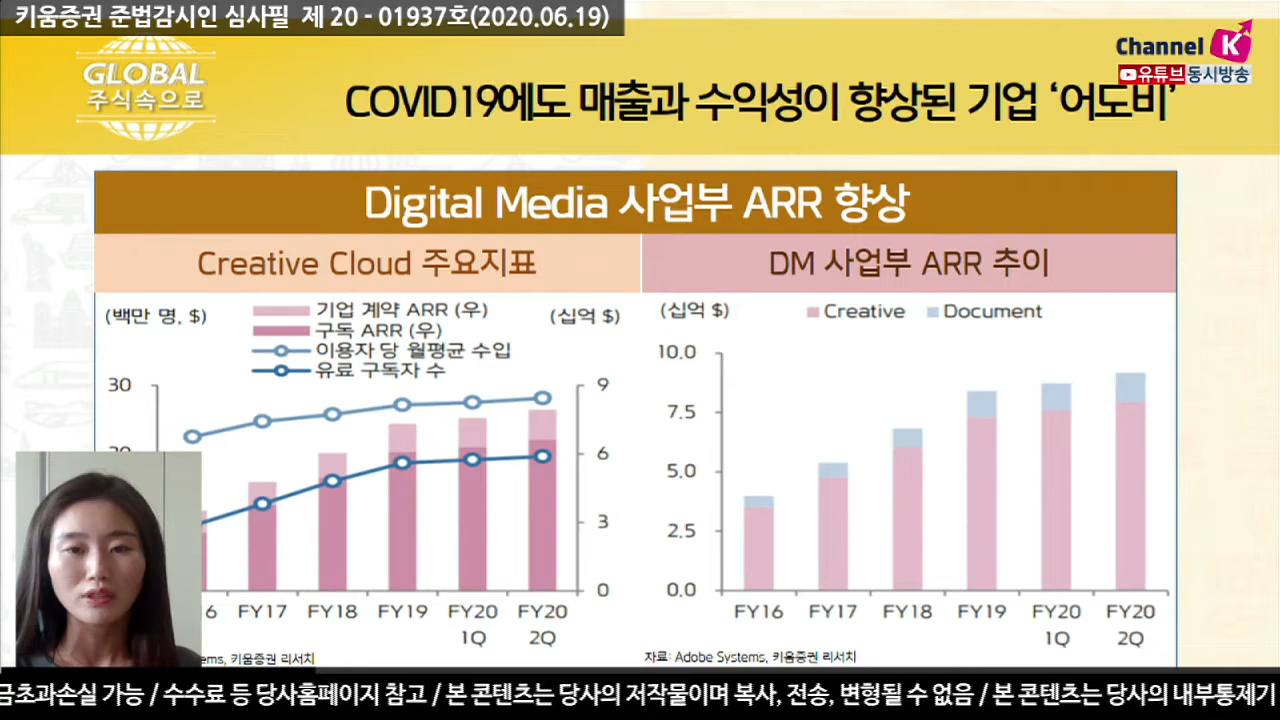 키움증권 준법감시인 심사필 제 20 - 01937호(2020.06.19)
GLOBAL
주식속으로
Channel K
유튜브동시방송
COVID19에도 매출과 수익성이 향상된 기업 ‘어도비’
Digital Media 사업부 ARR 향상
Creative Cloud 주요지표
DM 사업부 ARR 추이
(백만 명, $)
기업 계약 ARR (우)
구독 ARR (우)
이용자 당 월평균 수입
유료 구독자 수
(십억 $)
30
9
6
3
0
6 FY17 FY18 FY19 FY20 FY20
1Q 2Q
ems, 키움증권 리서치
(십억 $)
Creative Document
10.0
7.5
5.0
2.5
0.0
FY16 FY17 FY18 FY19 FY20 FY20
1Q 2Q
자료: Adobe Systems, 키움증권 리서치
금초과손실 가능 / 수수료 등 당사홈페이지 참고 / 본 콘텐츠는 당사의 저작물이며 복사, 전송, 변형될 수 없음 / 본 콘텐츠는 당사의 내부통제기